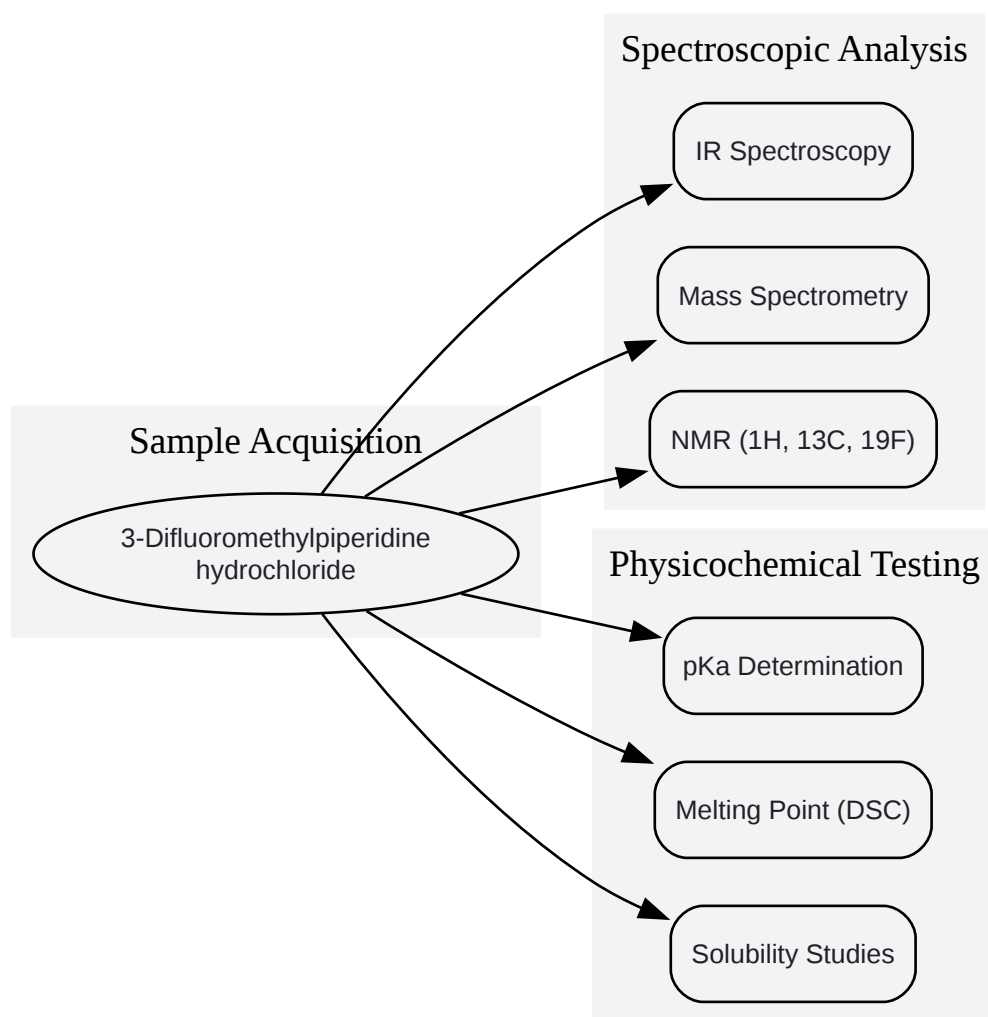 Spectroscopic Analysis
IR Spectroscopy
Mass Spectrometry
NMR (1H, 13C, 19F)
Sample Acquisition
3-Difluoromethylpiperidine
hydrochloride
Physicochemical Testing
pKa Determination
Melting Point (DSC)
Solubility Studies